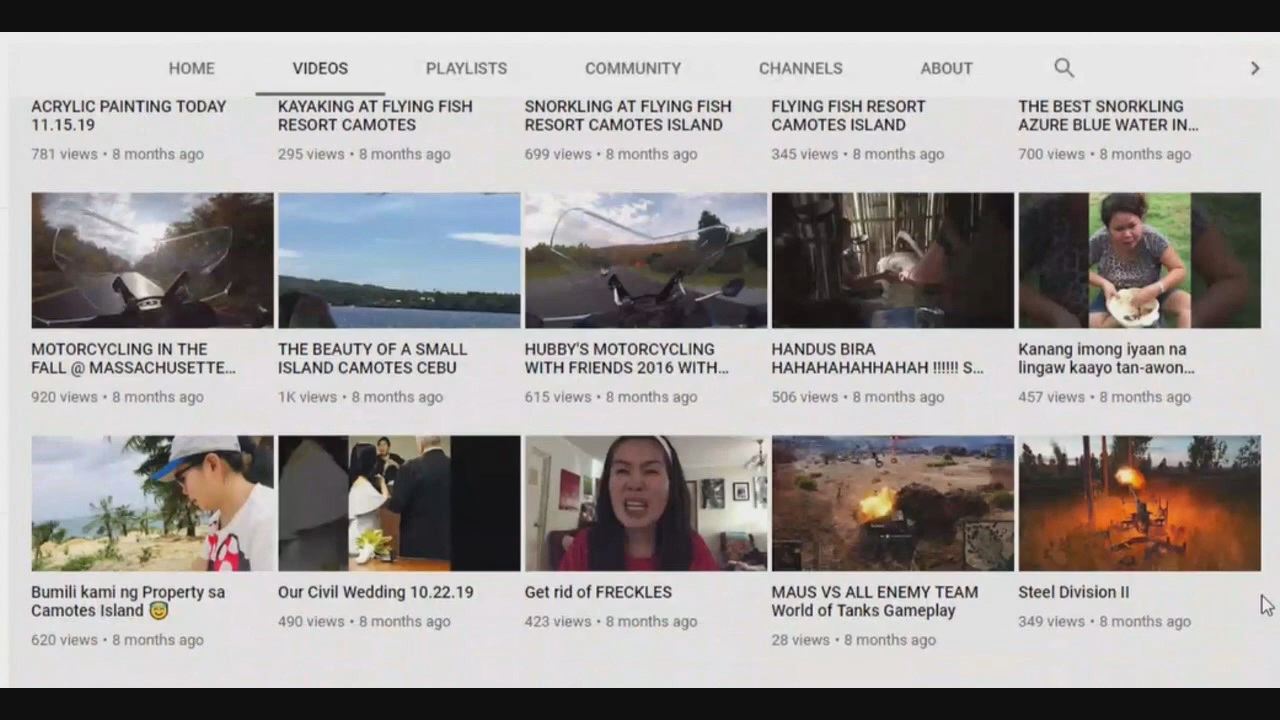 HOME VIDEOS PLAYLISTS COMMUNITY CHANNELS ABOUT
ACRYLIC PAINTING TODAY
11.15.19
781 views • 8 months ago
KAYAKING AT FLYING FISH
RESORT CAMOTES
295 views • 8 months ago
SNORKLING AT FLYING FISH
RESORT CAMOTES ISLAND
699 views • 8 months ago
FLYING FISH RESORT
CAMOTES ISLAND
345 views • 8 months ago
THE BEST SNORKLING
AZURE BLUE WATER IN...
700 views • 8 months ago
MOTORCYCLING IN THE
FALL @ MASSACHUSETTE...
920 views • 8 months ago
THE BEAUTY OF A SMALL
ISLAND CAMOTES CEBU
1K views • 8 months ago
HUBBY'S MOTORCYCLING
WITH FRIENDS 2016 WITH...
615 views • 8 months ago
HANDUS BIRA
HAHAHAHAHHAHAH !!!!!! S...
506 views • 8 months ago
Kanang imong iyaan na
lingaw kaayo tan-awon...
457 views • 8 months ago
Bumili kami ng Property sa
Camotes Island 😇
620 views • 8 months ago
Our Civil Wedding 10.22.19
490 views • 8 months ago
Get rid of FRECKLES
423 views • 8 months ago
MAUS VS ALL ENEMY TEAM
World of Tanks Gameplay
28 views • 8 months ago
Steel Division II
349 views • 8 months ago